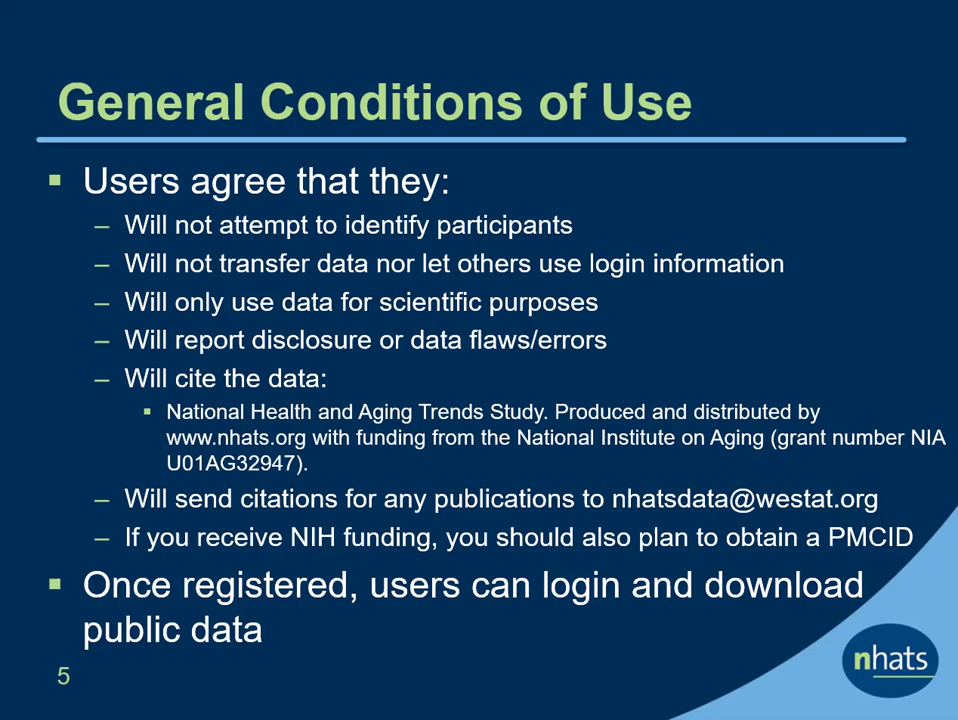 General Conditions of Use
▪ Users agree that they:
– Will not attempt to identify participants
– Will not transfer data nor let others use login information
– Will only use data for scientific purposes
– Will report disclosure or data flaws/errors
– Will cite the data:
▪ National Health and Aging Trends Study. Produced and distributed by
www.nhats.org with funding from the National Institute on Aging (grant number NIA
U01AG32947).
– Will send citations for any publications to nhatsdata@westat.org
– If you receive NIH funding, you should also plan to obtain a PMCID
▪ Once registered, users can login and download
public data
5
nhats